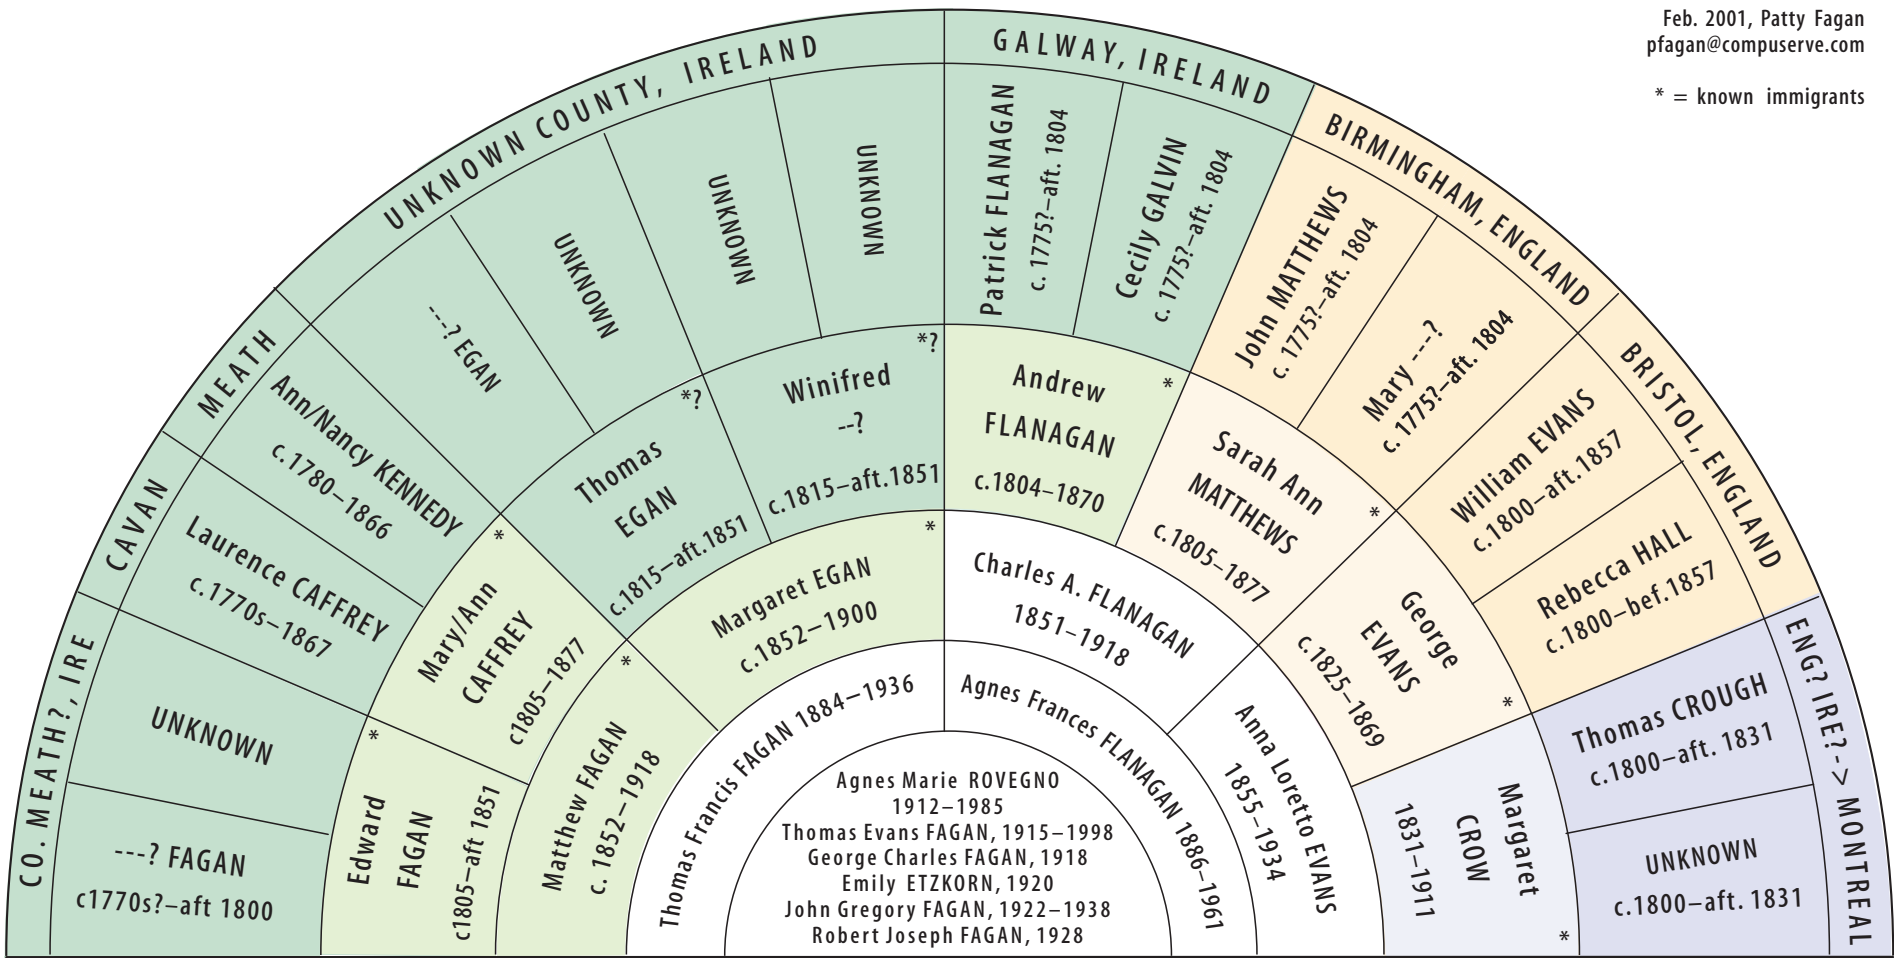 Feb. 2001, Patty Fagan
pfagan@compuserve.com
* = known immigrants
CO. MEATH?, IRE
CAVAN
MEATH
UNKNOWN COUNTY, IRELAND
GALWAY, IRELAND
BIRMINGHAM, ENGLAND
BRISTOL, ENGLAND
ENG? IRE?-> MONTREAL
---? FAGAN
c1770s?–aft 1800
UNKNOWN
Laurence CAFFREY
c.1770s–1867
Ann/Nancy KENNEDY
c.1780–1866
---? EGAN
UNKNOWN
UNKNOWN
UNKNOWN
Patrick FLANAGAN
c. 1775?–aft. 1804
Cecily GALVIN
c. 1775?–aft. 1804
John MATTHEWS
c. 1775?–aft. 1804
Mary ---?
c. 1775?–aft. 1804
William EVANS
c.1800–aft.1857
Rebecca HALL
c.1800–bef.1857
Thomas CROUGH
c.1800–aft. 1831
UNKNOWN
c.1800–aft. 1831
*
Edward
FAGAN
c1805–aft 1851
*
Mary/Ann
CAFFREY
c1805–1877
*?
Thomas
EGAN
c.1815–aft.1851
*?
Winifred
--?
c.1815–aft.1851
*
Andrew
FLANAGAN
c.1804–1870
*
Sarah Ann
MATTHEWS
c.1805–1877
*
George
EVANS
c.1825–1869
*
Margaret
CROW
1831–1911
*
Matthew FAGAN
c. 1852–1918
*
Margaret EGAN
c.1852–1900
Charles A. FLANAGAN
1851–1918
Anna Loretto EVANS
1855–1934
Thomas Francis FAGAN 1884–1936
Agnes Frances FLANAGAN 1886–1961
Agnes Marie ROVEGNO
1912–1985
Thomas Evans FAGAN, 1915–1998
George Charles FAGAN, 1918
Emily ETZKORN, 1920
John Gregory FAGAN, 1922–1938
Robert Joseph FAGAN, 1928